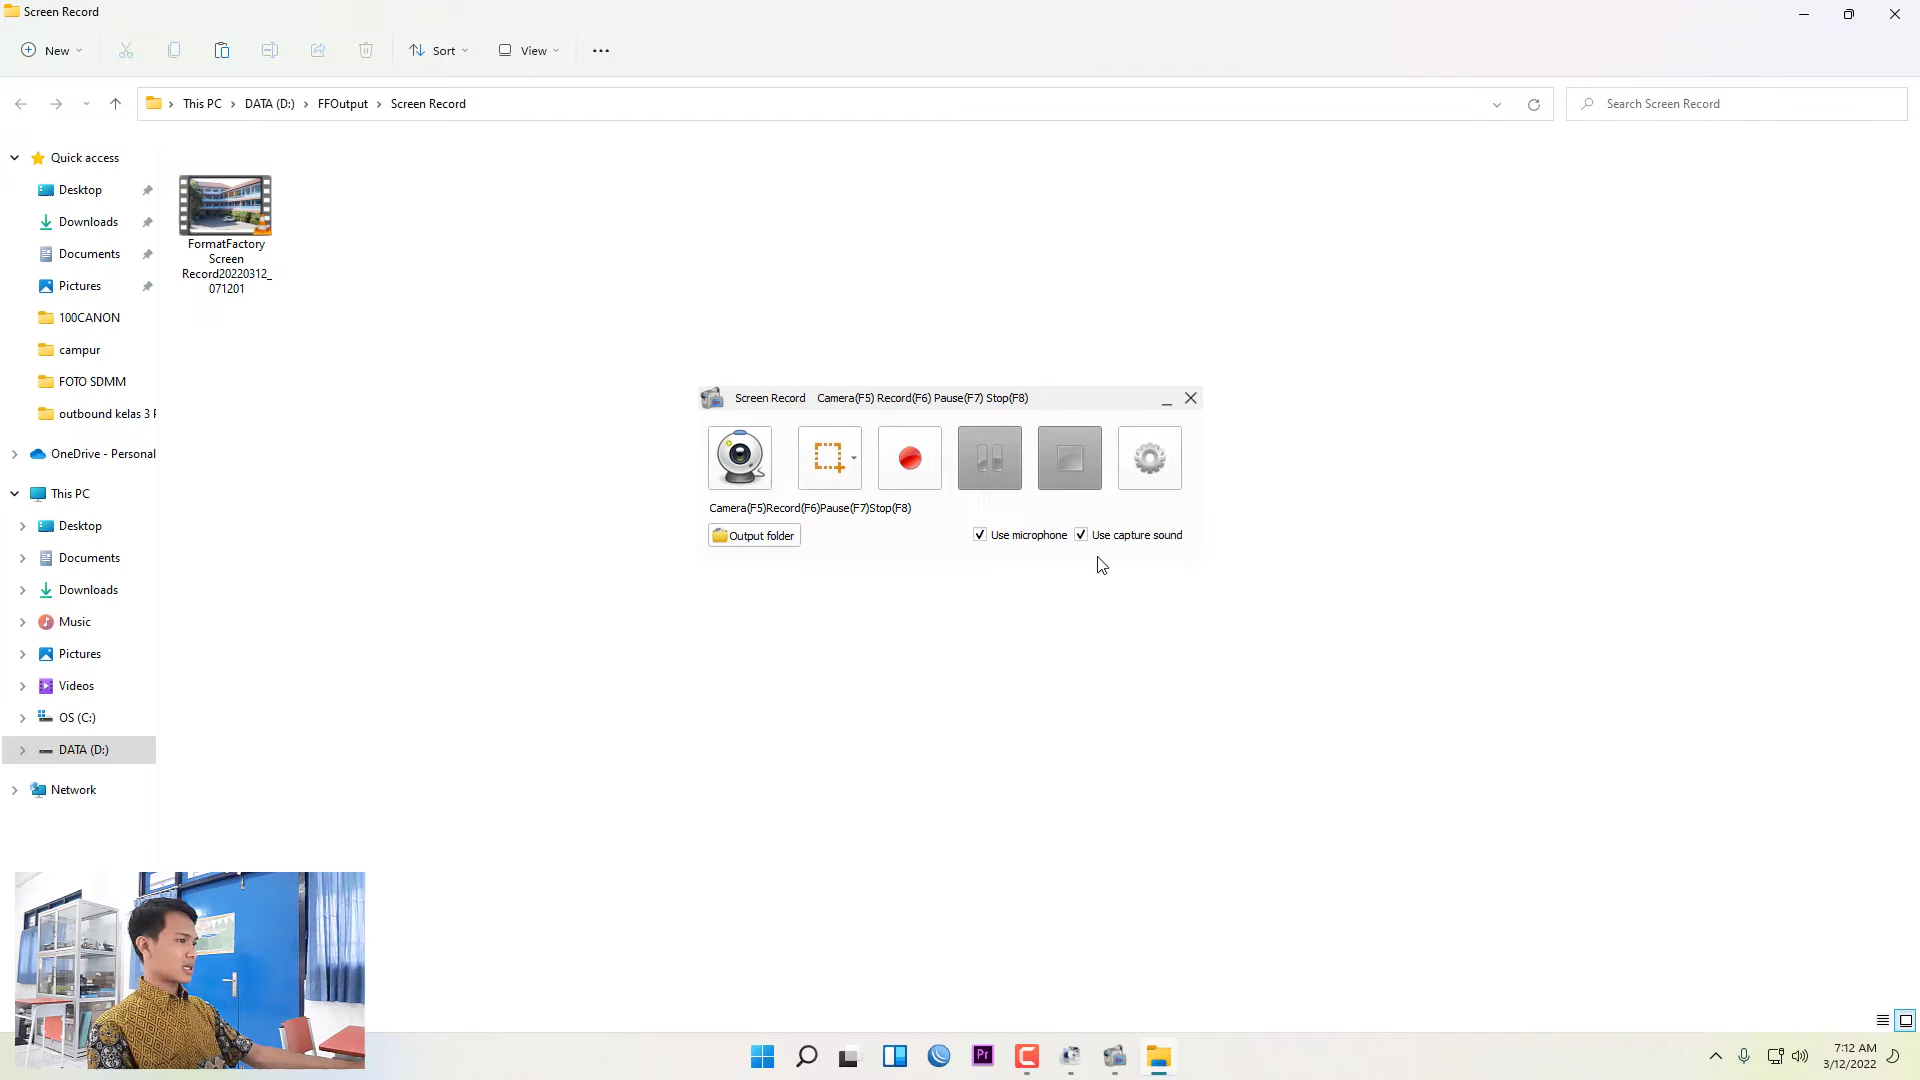 Screen Record
New
Sort
View
This PC
DATA (D:)
FFOutput
Screen Record
Search Screen Record
Quick access
Desktop
Downloads
Documents
Pictures
100CANON
campur
FOTO SDMM
outbound kelas 3 F
OneDrive - Personal
This PC
Desktop
Documents
Downloads
Music
Pictures
Videos
OS (C:)
DATA (D:)
Network
FormatFactory
Screen
Record20220312_
071201
Screen Record Camera(F5) Record(F6) Pause(F7) Stop(F8)
Camera(F5)Record(F6)Pause(F7)Stop(F8)
Output folder
Use microphone
Use capture sound
Pr
7:12 AM
3/12/2022